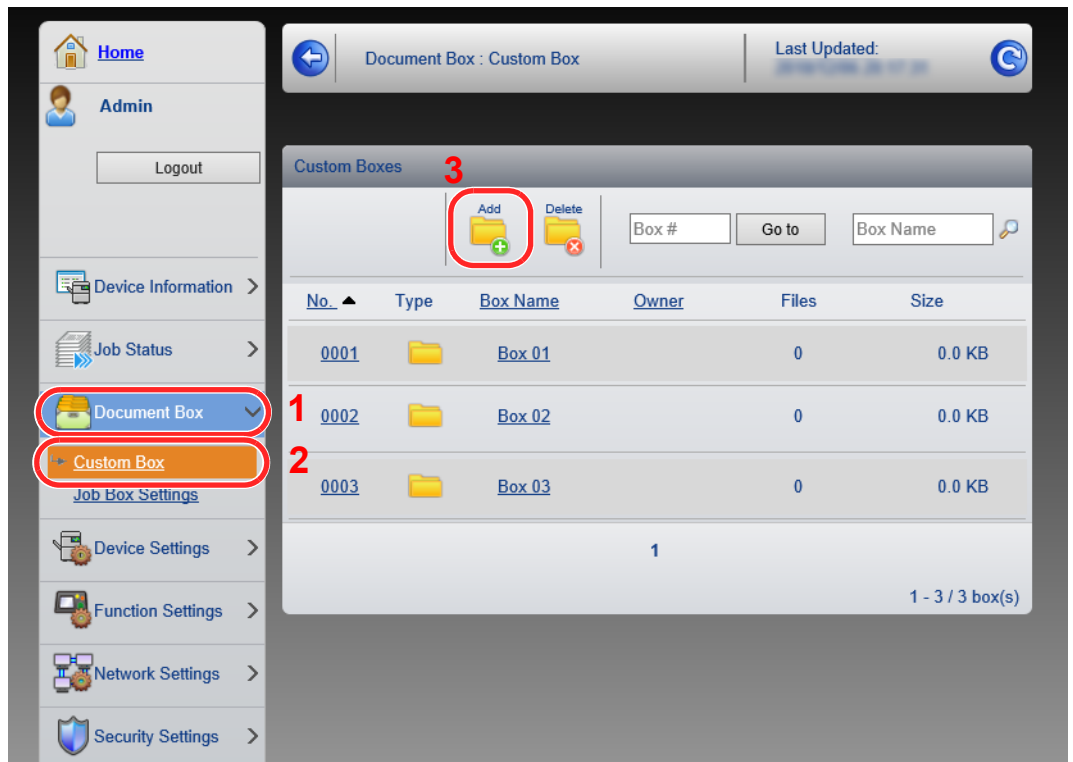 Home
Document Box : Custom Box
Last Updated:
Admin
Logout
Custom Boxes
3
Add
Delete
Box #
Go to
Box Name
Device Information
No. Type Box Name Owner Files Size
Job Status
0001 Box 01 0 0.0 KB
Document Box
1
0002 Box 02 0 0.0 KB
Custom Box
2
Job Box Settings
0003 Box 03 0 0.0 KB
Device Settings
1
Function Settings
1 - 3 / 3 box(s)
Network Settings
Security Settings